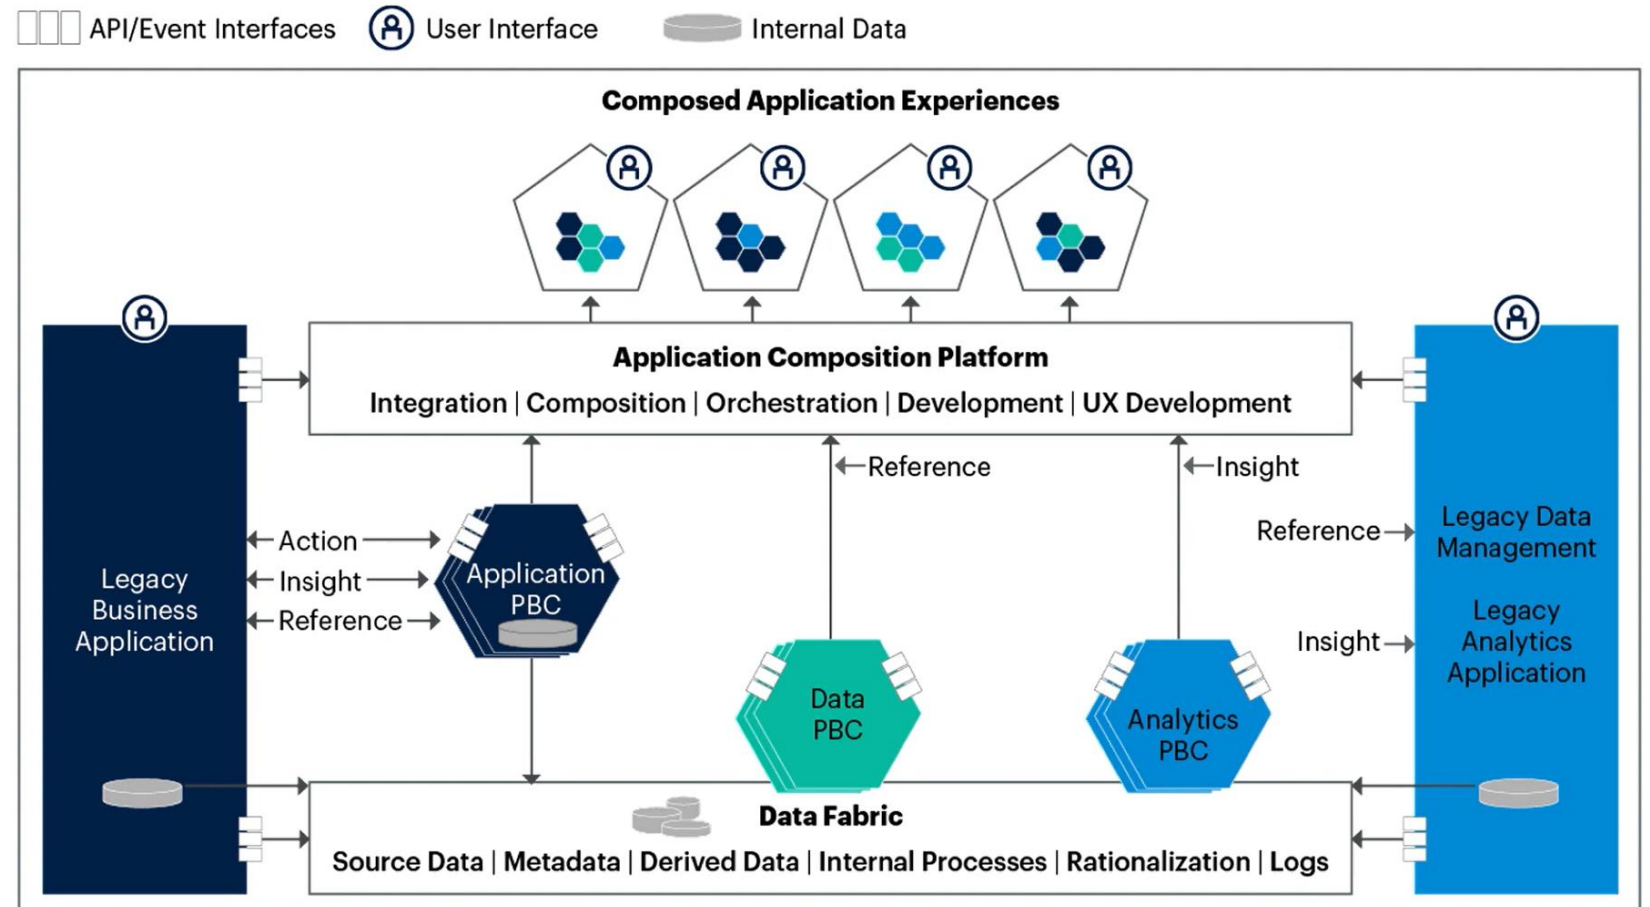 API/Event Interfaces
User Interface
Internal Data
Composed Application Experiences
Application Composition Platform
Integration | Composition | Orchestration | Development | UX Development
Reference
Insight
Action
Insight
Reference
Legacy
Business
Application
Application
PBC
Data
PBC
Analytics
PBC
Reference
Insight
Legacy Data
Management
Legacy
Analytics
Application
Data Fabric
Source Data | Metadata | Derived Data | Internal Processes | Rationalization | Logs